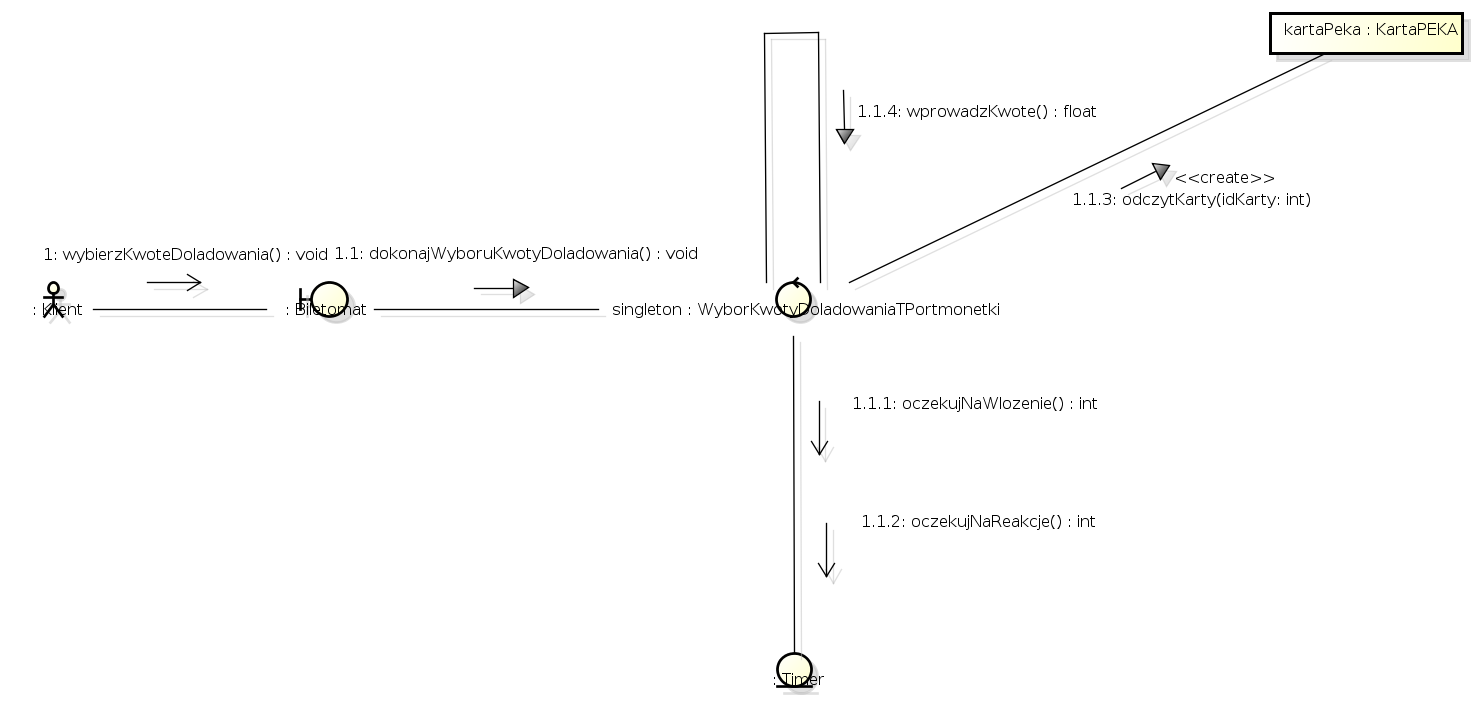 kartaPeka : KartaPEKA
1.1.4: wprowadzKwote() : float
<<create>>
1.1.3: odczytKarty(idKarty: int)
1: wybierzKwoteDoladowania() : void
1.1: dokonajWyboruKwotyDoladowania() : void
: Klient
: Biletomat
singleton : WyborKwotyDoladowaniaTPortmonetki
1.1.1: oczekujNaWlozenie() : int
1.1.2: oczekujNaReakcje() : int
: Timer